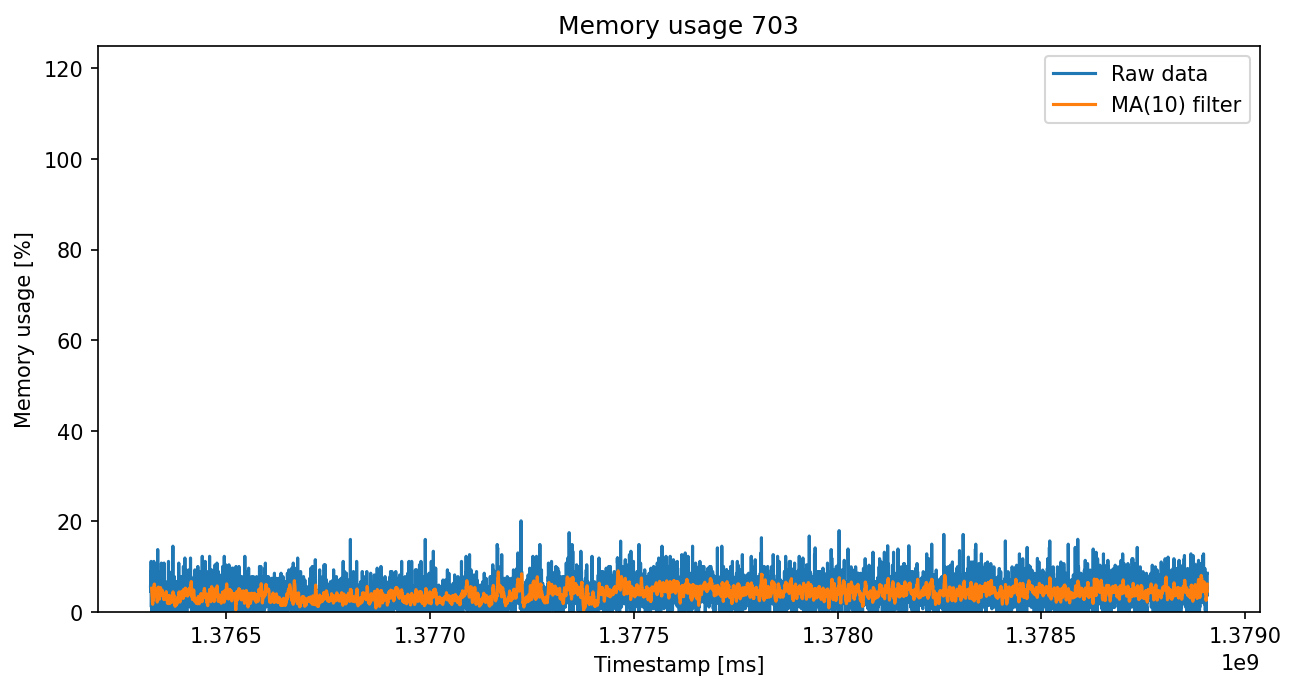 Memory usage 703
Raw data
MA(10) filter
Memory usage [%]
120
100
80
60
40
20
0
1.3765 1.3770 1.3775 1.3780 1.3785 1.3790
1e9
Timestamp [ms]